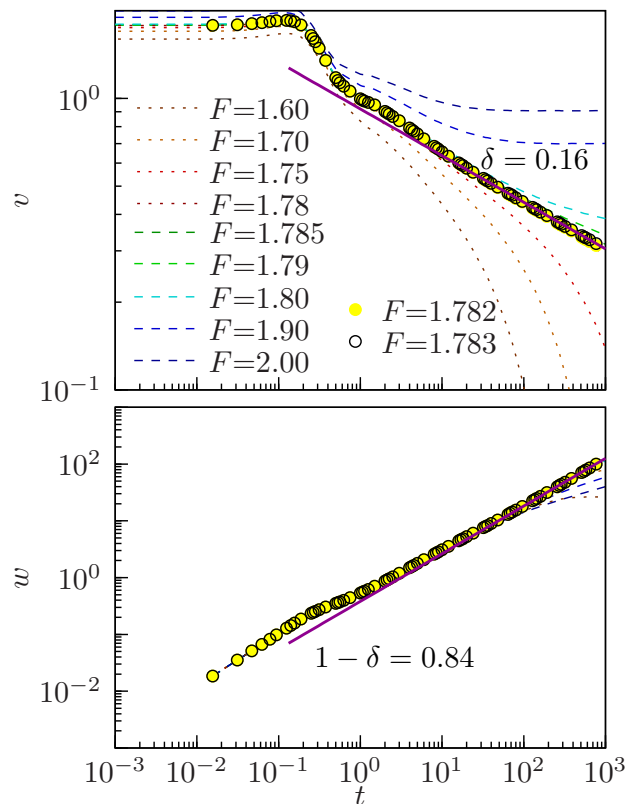 10^0
10^{-1}
v
F=1.60
F=1.70
F=1.75
F=1.78
F=1.785
F=1.79
F=1.80
F=1.90
F=2.00
δ = 0.16
F=1.782
F=1.783
10^2
10^0
10^{-2}
w
1 − δ = 0.84
10^{-3} 10^{-2} 10^{-1} 10^0 10^1 10^2 10^3
t